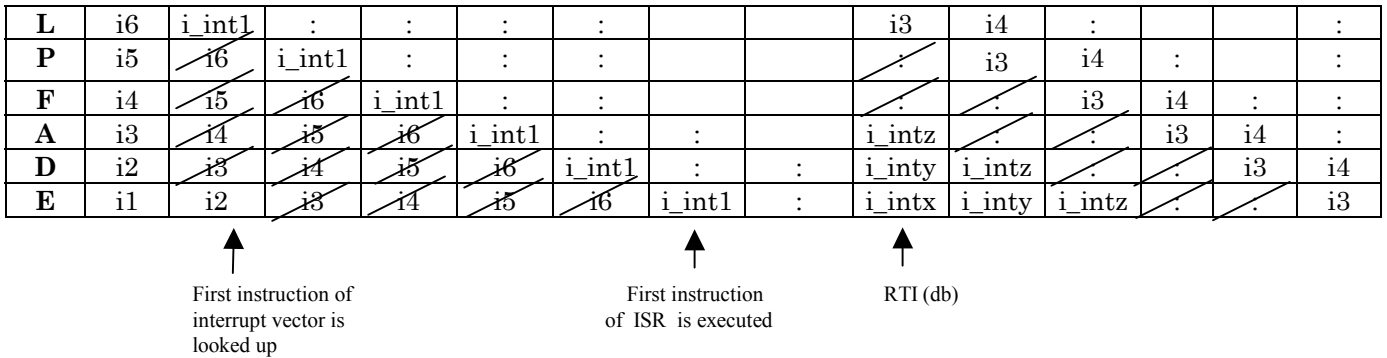 L i6 i_int1 : : : : i3 i4 : :
P i5 i6 i_int1 : : : : i3 i4 : :
F i4 i5 i6 i_int1 : : : : i3 i4 : :
A i3 i4 i5 i6 i_int1 : : i_intz : : i3 i4 :
D i2 i3 i4 i5 i6 i_int1 : : i_inty i_intz : : i3 i4
E i1 i2 i3 i4 i5 i6 i_int1 : i_intx i_inty i_intz : : i3
First instruction of
interrupt vector is
looked up
First instruction
of ISR is executed
RTI (db)